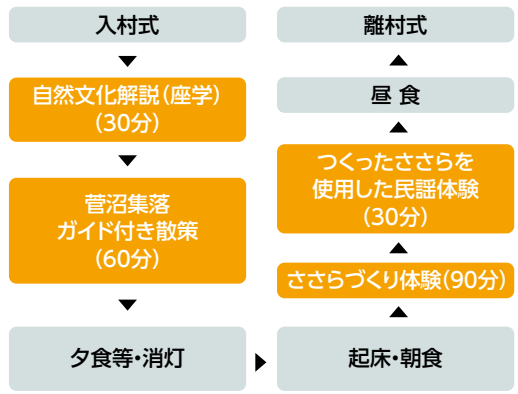 入村式
自然文化解説(座学)
(30分)
菅沼集落
ガイド付き散策
(60分)
夕食等・消灯
起床・朝食
ささらづくり体験(90分)
つくったささらを
使用した民謡体験
(30分)
昼 食
離村式